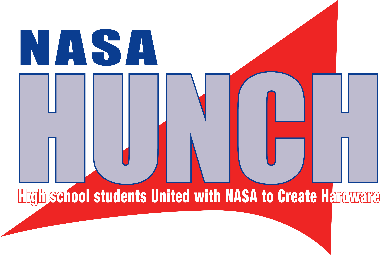 NASA
HUNCH
High school students United with NASA to Create Hardware